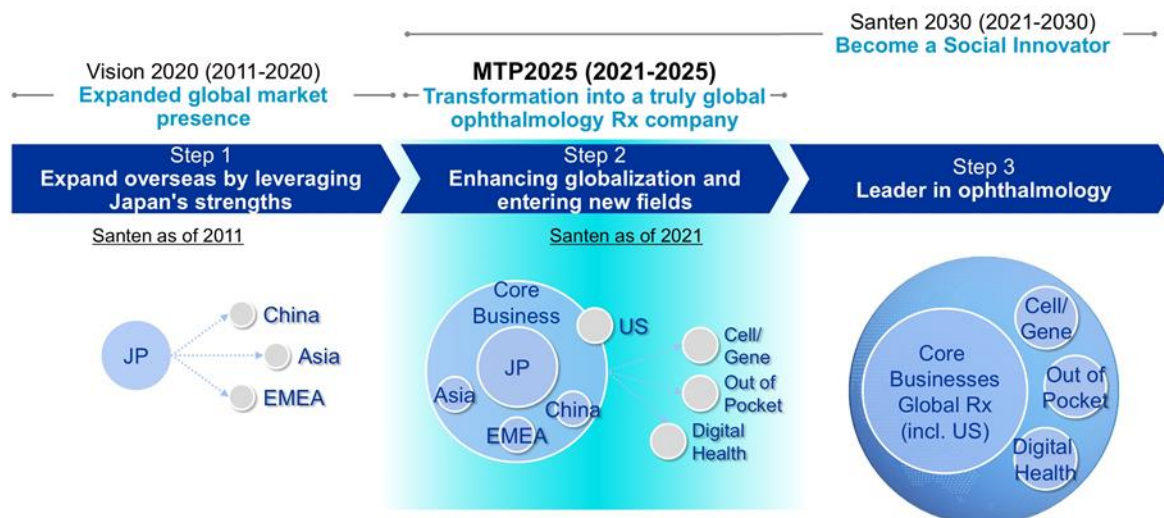 Santen 2030 (2021-2030)
Become a Social Innovator
Vision 2020 (2011-2020)
Expanded global market
presence
MTP2025 (2021-2025)
Transformation into a truly global
ophthalmology Rx company
Step 1
Expand overseas by leveraging
Japan's strengths
Step 2
Enhancing globalization and
entering new fields
Step 3
Leader in ophthalmology
Santen as of 2011
JP
China
Asia
EMEA
Santen as of 2021
Core
Business
JP
Asia
EMEA
China
US
Cell/
Gene
Out of
Pocket
Digital
Health
Core
Businesses
Global Rx
(incl. US)
Cell/
Gene
Out of
Pocket
Digital
Health